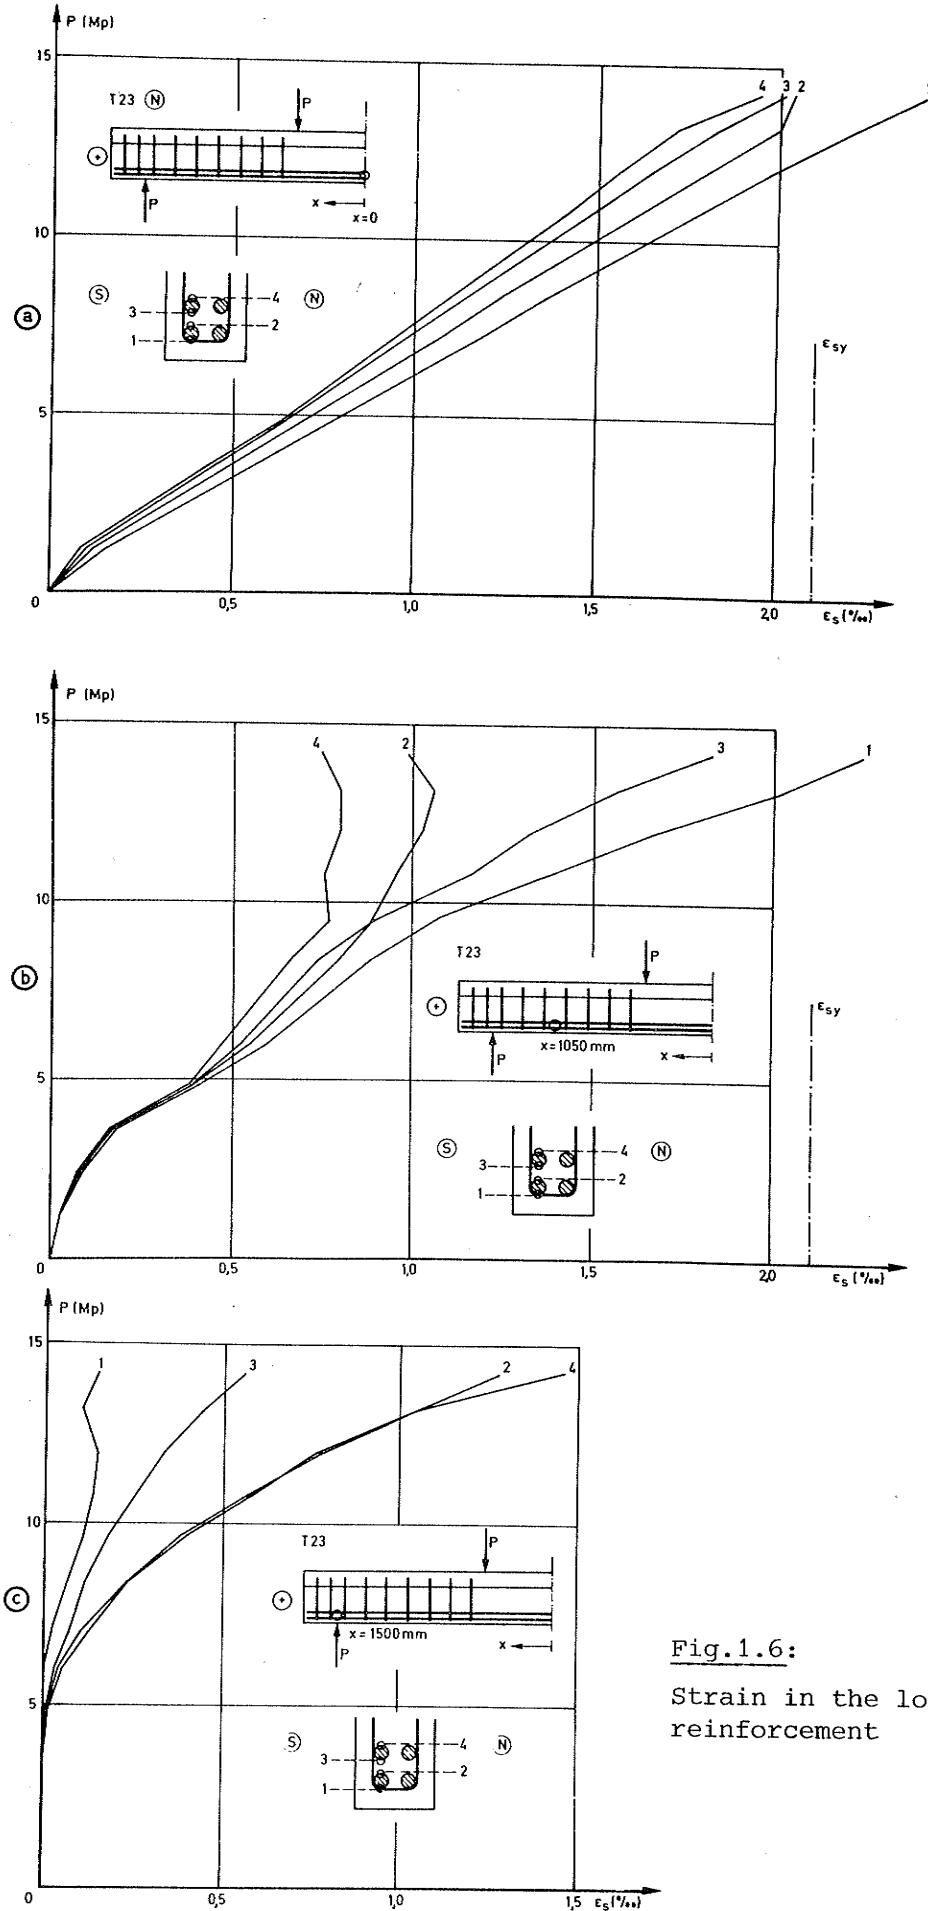 P (Mp)
15
4 3 2
T23 N
P
+
P
x
x=0
10
S
4
N
3
2
1
a
εsy
5
0
0,5
1,0
1,5
2,0
εs (‰)
P (Mp)
15
4
2
3
1
10
T23
P
b
+
εsy
x=1050 mm
P
x
5
S
4
N
3
2
1
0
0,5
1,0
1,5
2,0
εs (‰)
P (Mp)
15
1
3
2
4
10
T23
P
c
+
x=1500mm
P
x
Fig.1.6:
Strain in the lo
reinforcement
5
S
4
N
3
2
1
0
0,5
1,0
1,5
εs (‰)